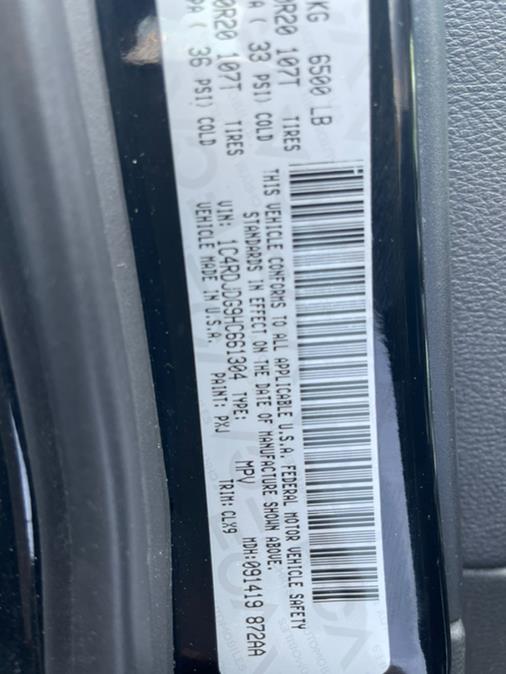 KG 6500 LB
0R20 107T TIRES
A ( 33 PSI) COLD
0R20 107T TIRES
( 36 PSI) COLD
THIS VEHICLE CONFORMS TO ALL APPLICABLE U.S.A. FEDERAL MOTOR VEHICLE SAFETY
STANDARDS IN EFFECT ON THE DATE OF MANUFACTURE SHOWN ABOVE.
VIN: 1C4RDJDG9HC661304 TYPE: MPV MDH:091419 872AA
VEHICLE MADE IN U.S.A. PAINT: PXJ TRIM:CLX9